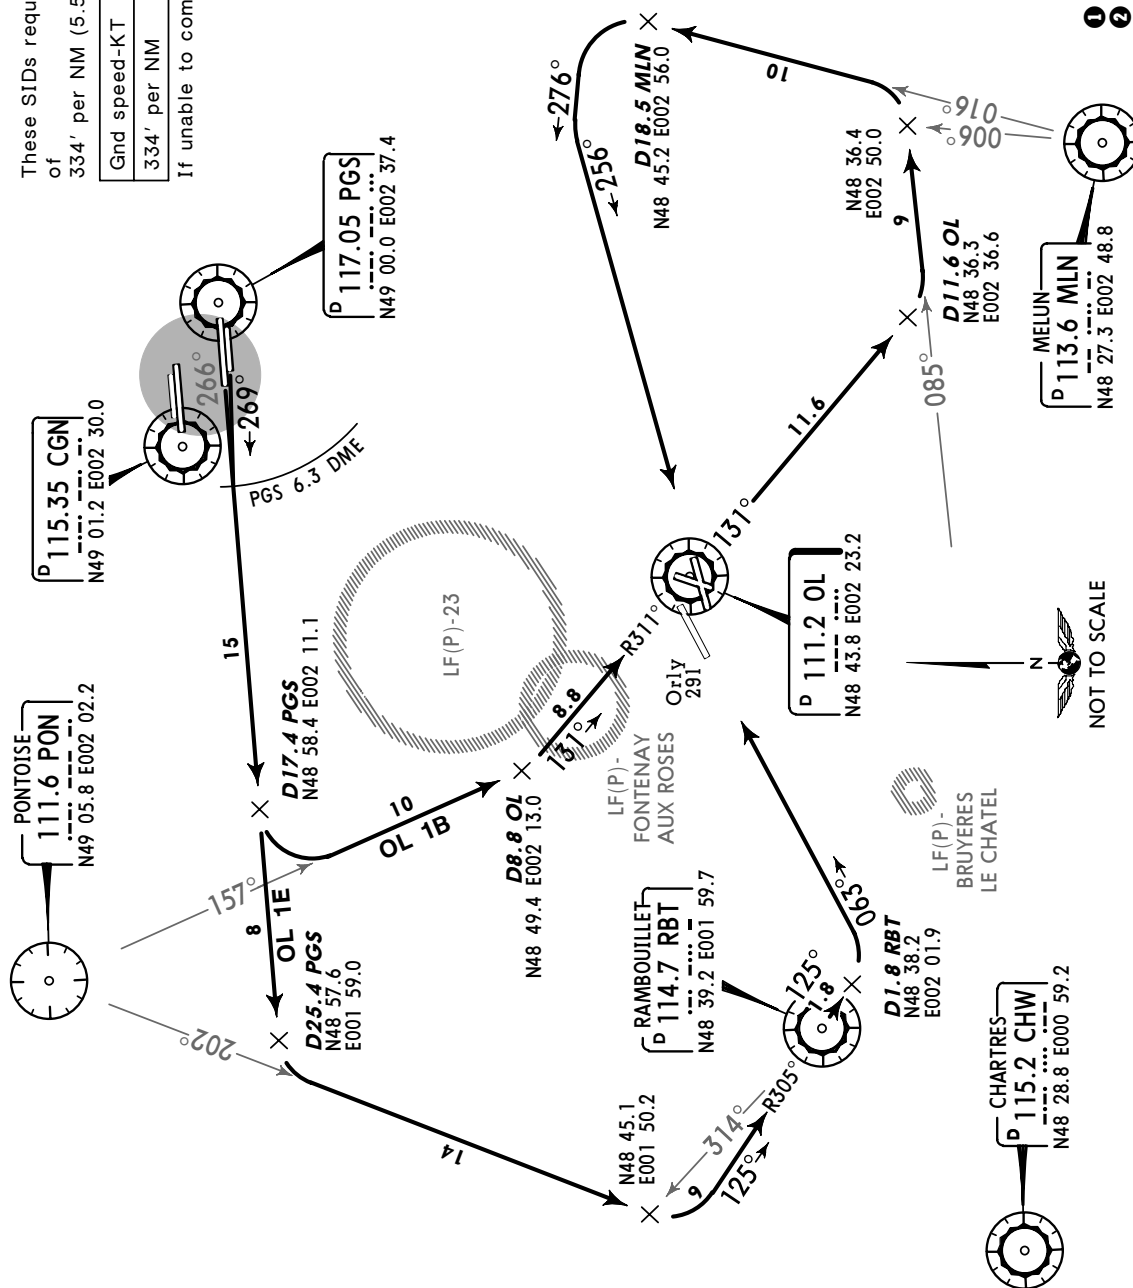 These SIDs requ
of
334' per NM (5.5
Gnd speed-KT
334' per NM
If unable to com
D
117.05 PGS
N49 00.0 E002 37.4
D
115.35 CGN
N49 01.2 E002 30.0
266°
269°
PGS 6.3 DME
15
PONTOISE
111.6 PON
N49 05.8 E002 02.2
D17.4 PGS
N48 58.4 E002 11.1
157°
10
OL 1B
8
OL 1E
202°
D25.4 PGS
N48 57.6
E001 59.0
14
LF(P)-23
D8.8 OL
N48 49.4 E002 13.0
131°
8.8
R311°
LF(P)-
FONTENAY
AUX ROSES
Orly
291
131°
11.6
D
111.2 OL
N48 43.8 E002 23.2
276°
256°
D18.5 MLN
N48 45.2 E002 56.0
10
016°
006°
N48 36.4
E002 50.0
9
D11.6 OL
N48 36.3
E002 36.6
085°
MELUN
D
113.6 MLN
N48 27.3 E002 48.8
1
2
N48 45.1
E001 50.2
9
125°
314°
R305°
RAMBOUILLET
D
114.7 RBT
N48 39.2 E001 59.7
125°
1.8
D1.8 RBT
N48 38.2
E002 01.9
063°
LF(P)-
BRUYERES
LE CHATEL
CHARTRES
D
115.2 CHW
N48 28.8 E000 59.2
N
NOT TO SCALE